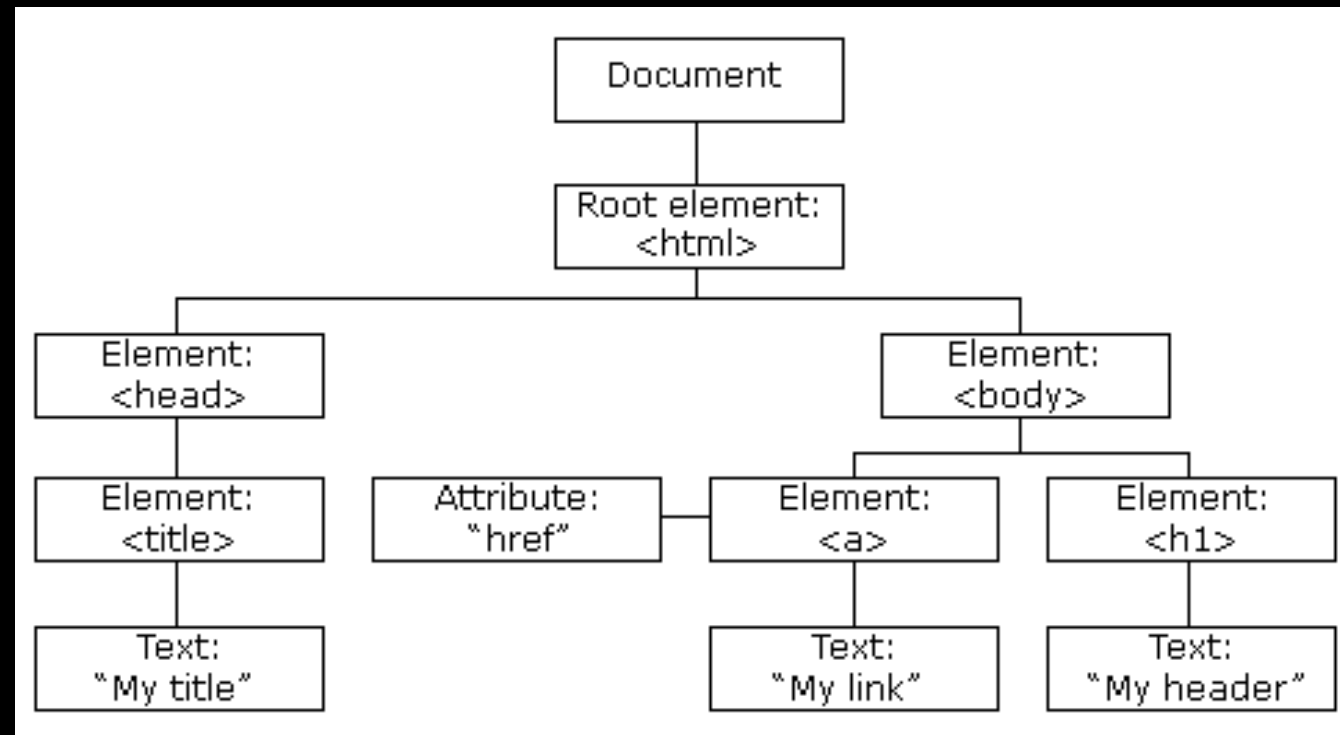 Document
Root element:
<html>
Element:
<head>
Element:
<body>
Element:
<title>
Attribute:
“href”
Element:
<a>
Element:
<h1>
Text:
“My title”
Text:
“My link”
Text:
“My header”